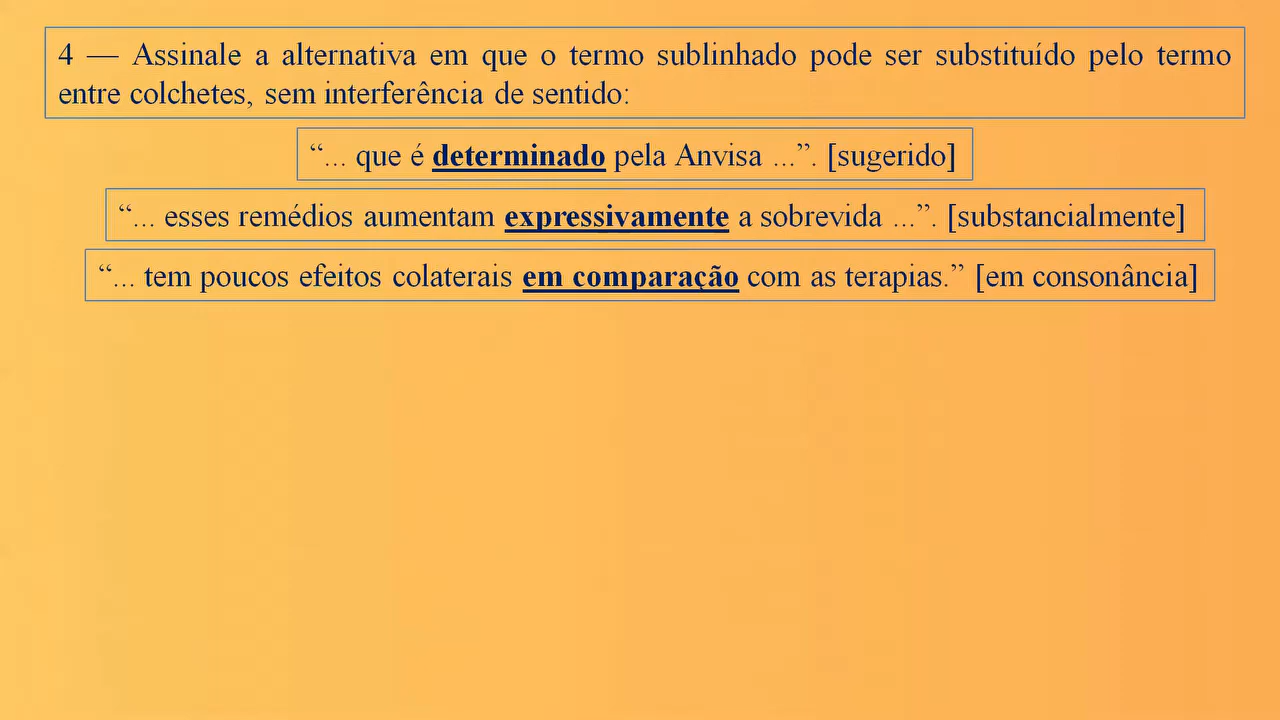 4 — Assinale a alternativa em que o termo sublinhado pode ser substituído pelo termo
entre colchetes, sem interferência de sentido:
“... que é determinado pela Anvisa ...”. [sugerido]
“... esses remédios aumentam expressivamente a sobrevida ...”. [substancialmente]
“... tem poucos efeitos colaterais em comparação com as terapias.” [em consonância]